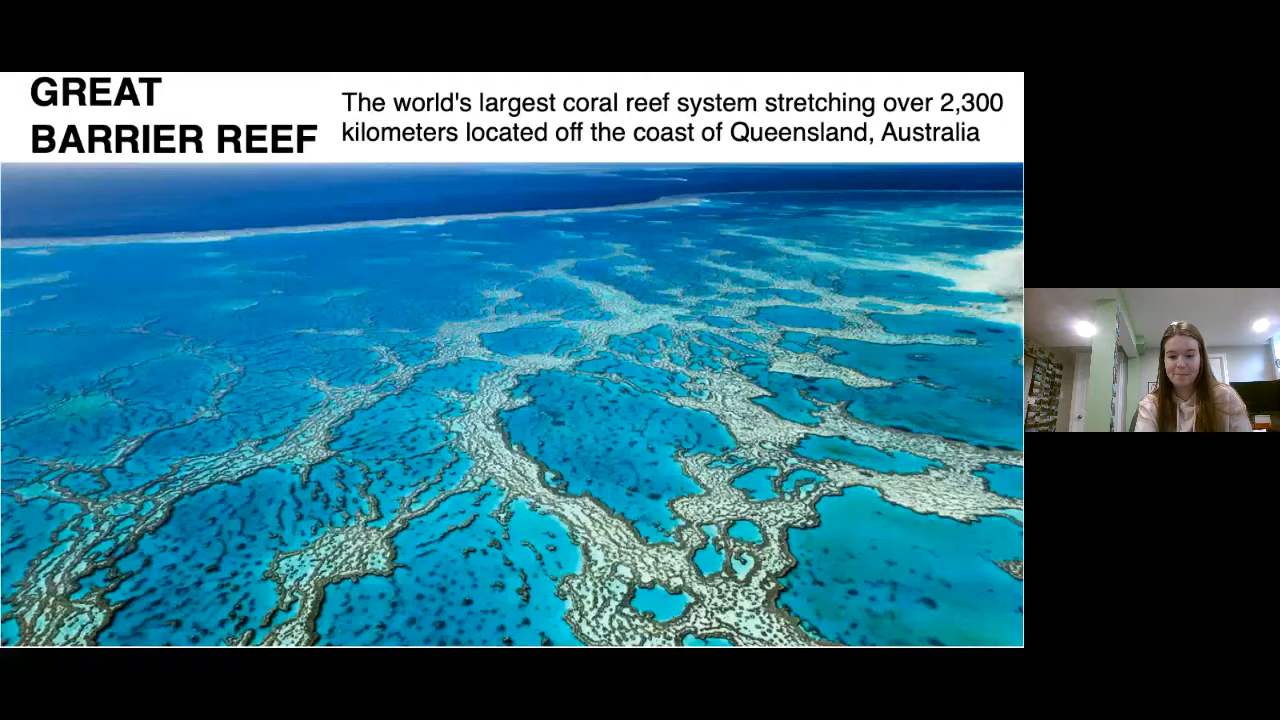 GREAT
BARRIER REEF
The world's largest coral reef system stretching over 2,300
kilometers located off the coast of Queensland, Australia